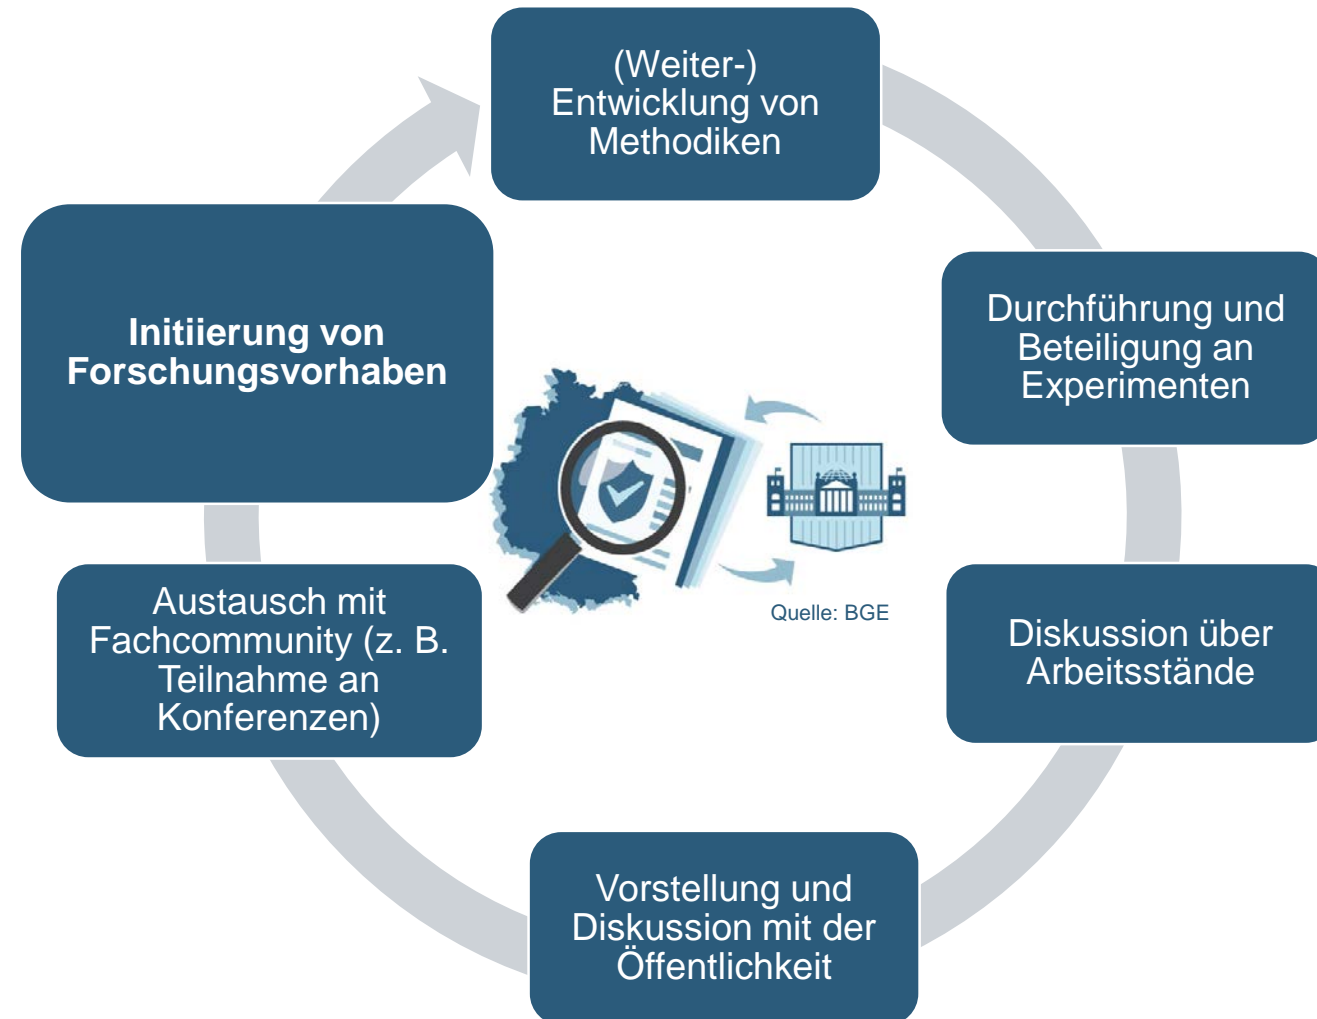 (Weiter-)
Entwicklung von
Methodiken
Durchführung und
Beteiligung an
Experimenten
Diskussion über
Arbeitsstände
Vorstellung und
Diskussion mit der
Öffentlichkeit
Austausch mit
Fachcommunity (z. B.
Teilnahme an
Konferenzen)
Initiierung von
Forschungsvorhaben
Quelle: BGE